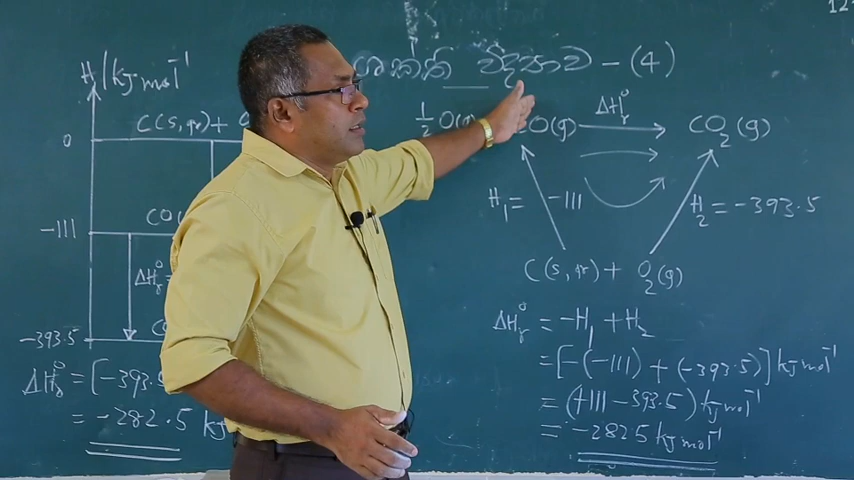 ශක්ති විද්‍යාව – (4)
H / kJ mol⁻¹
0
C(s, gr) +
-111
CO
ΔH°r
-393.5
ΔH°r = [-393.
= -282.5 kJ
½ O(g) CO(g) ΔH°r CO₂(g)
H₁ = -111
H₂ = -393.5
C(s, gr) + O₂(g)
ΔH°r = -H₁ + H₂
= [-(-111) + (-393.5)] kJ mol⁻¹
= (+111 - 393.5) kJ mol⁻¹
= -282.5 kJ mol⁻¹